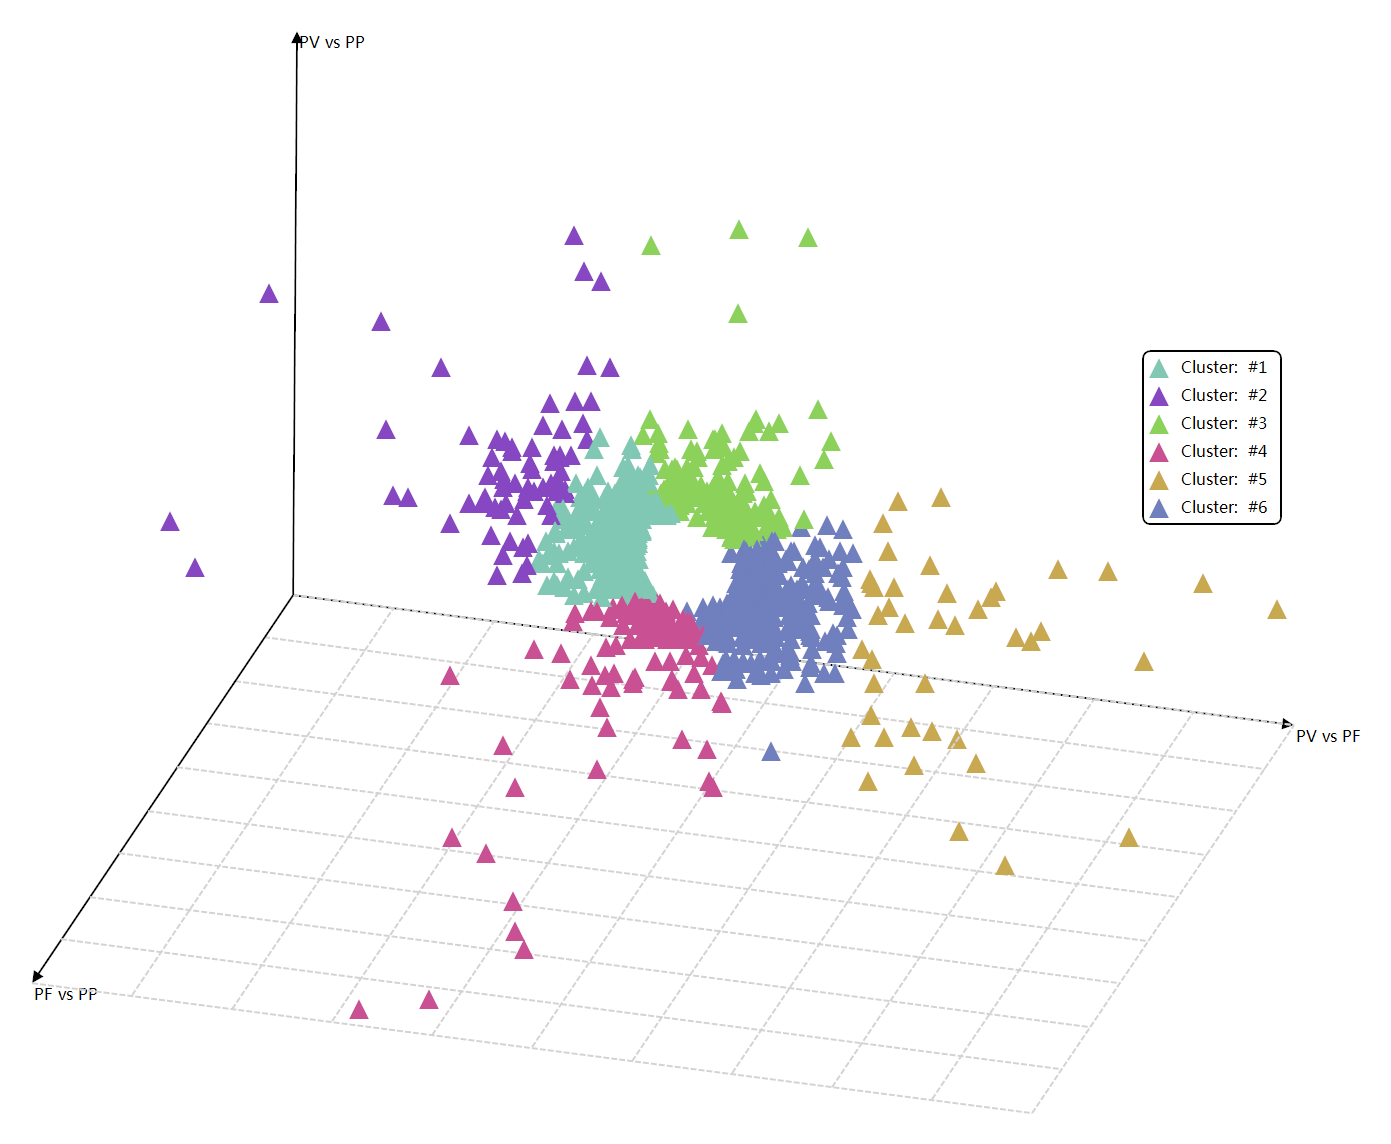 PV vs PP
Cluster: #1
Cluster: #2
Cluster: #3
Cluster: #4
Cluster: #5
Cluster: #6
PV vs PF
PF vs PP